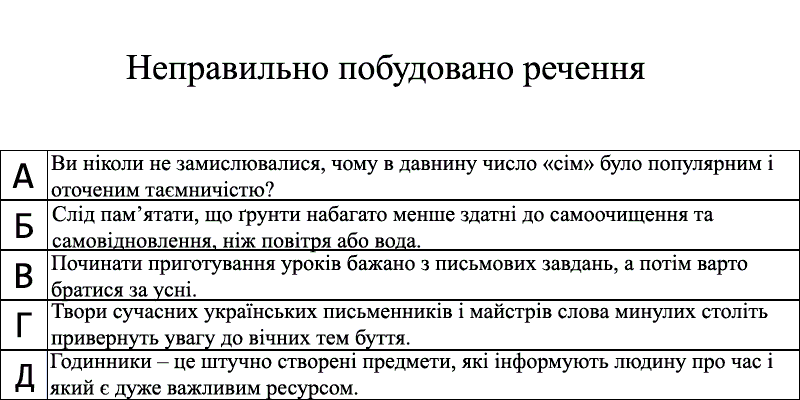 Неправильно побудовано речення
А
Ви ніколи не замислювалися, чому в давнину число «сім» було популярним і
оточеним таємничістю?
Б
Слід пам’ятати, що ґрунти набагато менше здатні до самоочищення та
самовідновлення, ніж повітря або вода.
В
Починати приготування уроків бажано з письмових завдань, а потім варто
братися за усні.
Г
Твори сучасних українських письменників і майстрів слова минулих століть
привернуть увагу до вічних тем буття.
Д
Годинники – це штучно створені предмети, які інформують людину про час і
який є дуже важливим ресурсом.